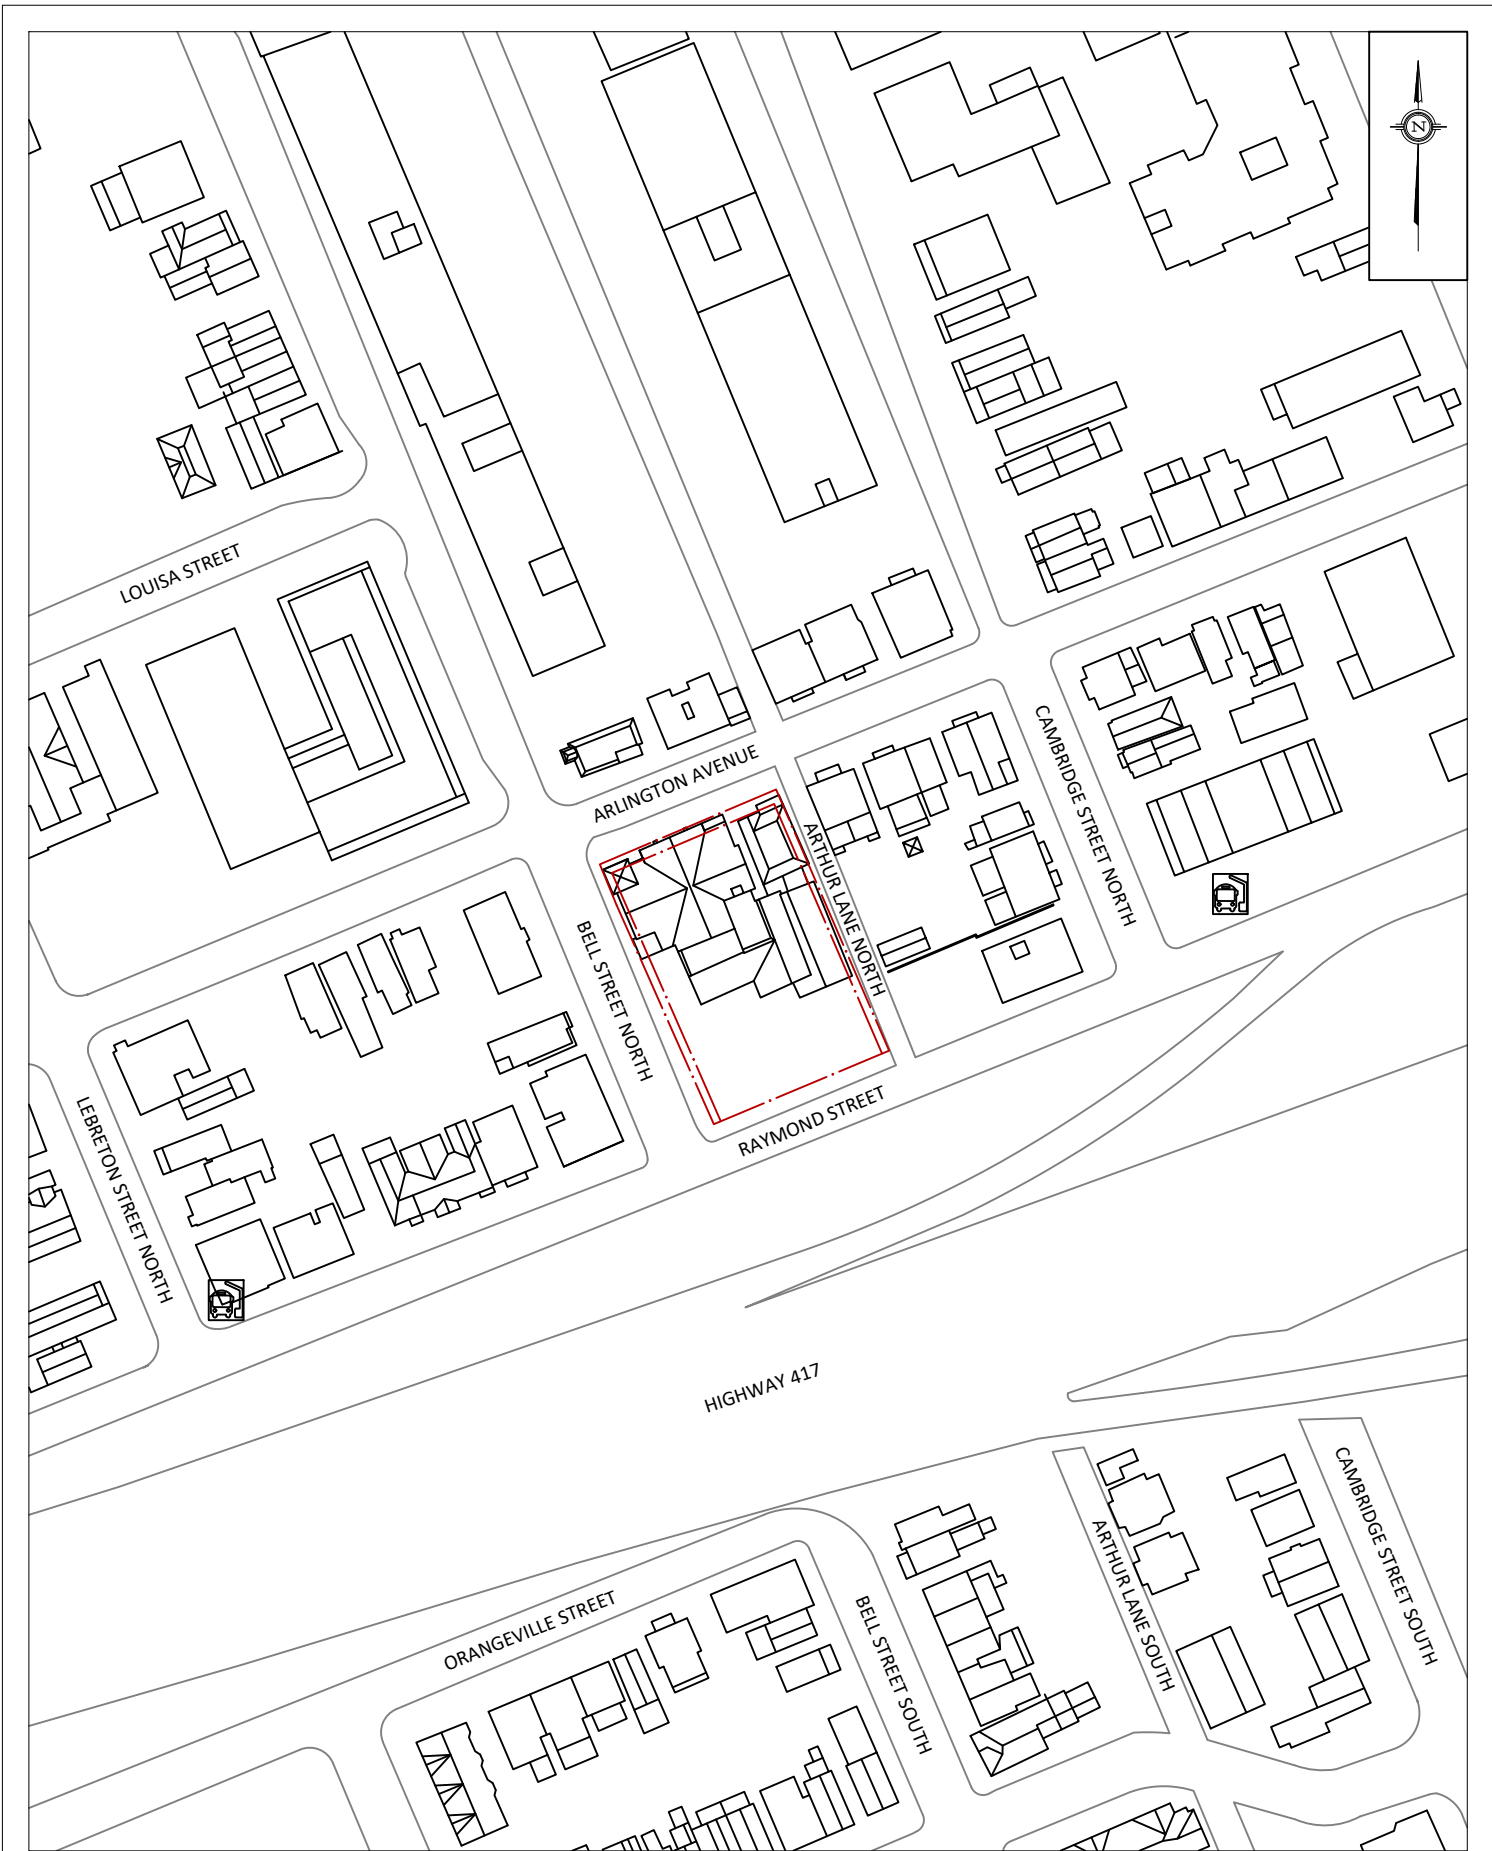 N
LOUISA STREET
ARLINGTON AVENUE
CAMBRIDGE STREET NORTH
ARTHUR LANE NORTH
BELL STREET NORTH
RAYMOND STREET
LEBRETON STREET NORTH
HIGHWAY 417
CAMBRIDGE STREET SOUTH
ARTHUR LANE SOUTH
ORANGEVILLE STREET
BELL STREET SOUTH